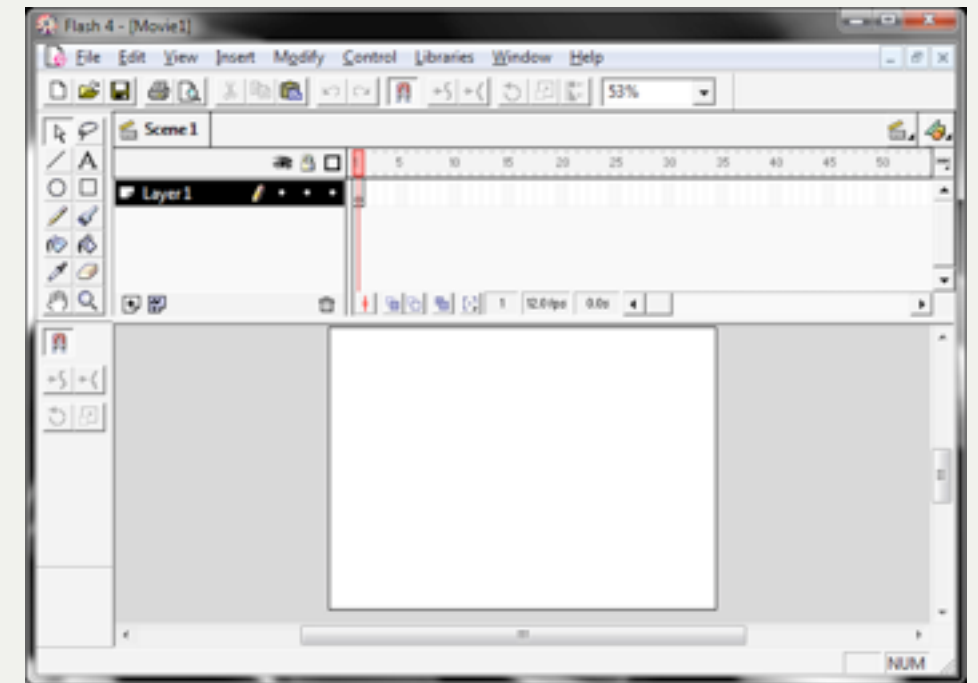 Flash 4 - [Movie1]
File Edit View Insert Modify Control Libraries Window Help
53%
Scene 1
5 10 15 20 25 30 35 40 45 50
Layer 1
1 12.0 fps 0.0s
NUM